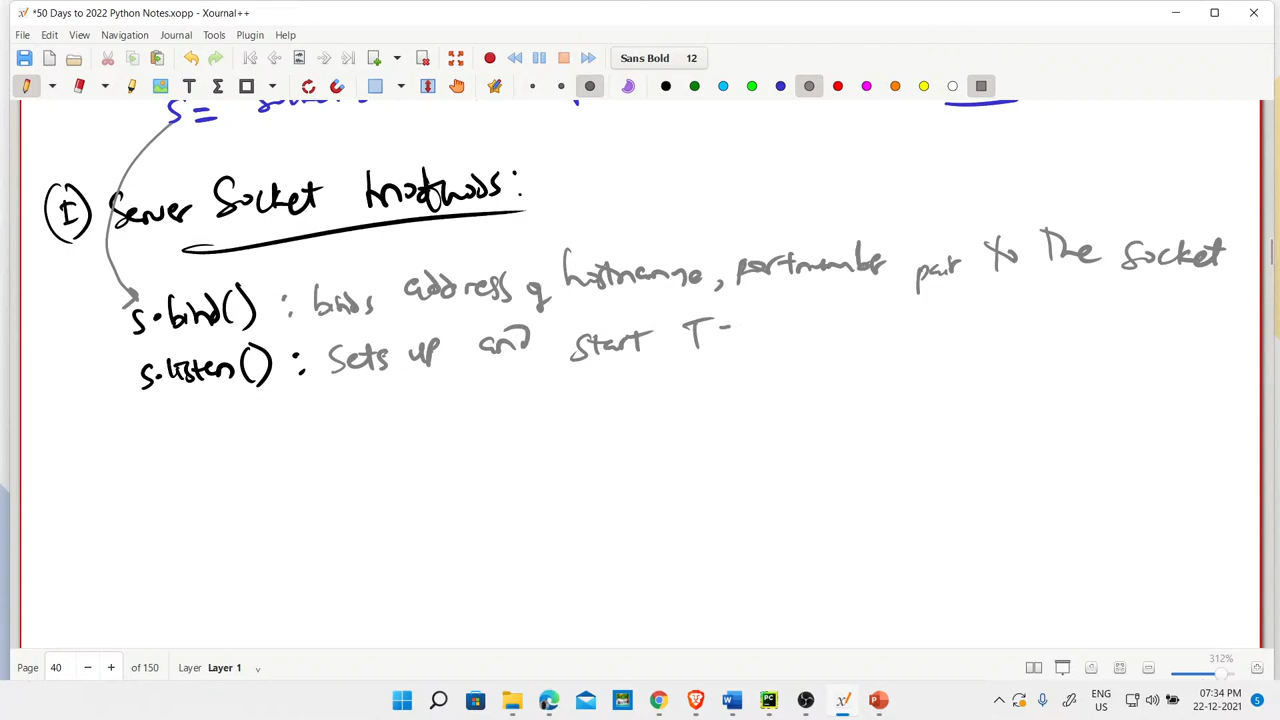 *50 Days to 2022 Python Notes.xopp - Xournal++
File Edit View Navigation Journal Tools Plugin Help
Sans Bold 12
S =
(I) Server Socket methods:
s.bind() : binds address of hostname, portnumber pair to the socket
s.listen() : Sets up and start T
Page 40 of 150 Layer Layer 1 312%
ENG
US
07:34 PM
22-12-2021
5